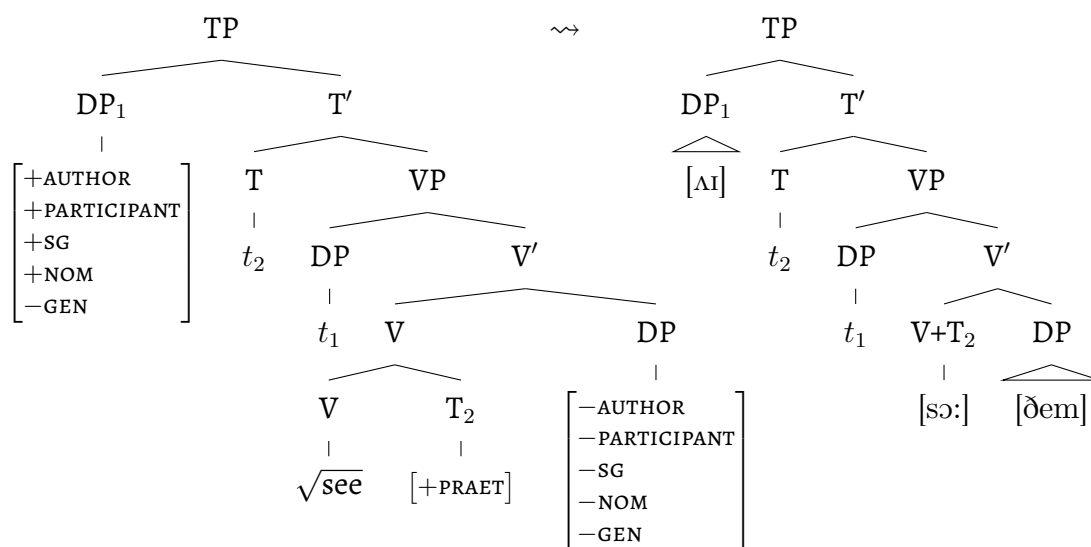 TP ⇝ TP
DP₁ T′ DP₁ T′
+AUTHOR
+PARTICIPANT
+SG
+NOM
−GEN
T VP [ʌɪ] T VP
t₂ DP V′ t₂ DP V′
t₁ V DP t₁ V+T₂ DP
V T₂ [sɔː] [ðem]
√see [+PRAET]
−AUTHOR
−PARTICIPANT
−SG
−NOM
−GEN